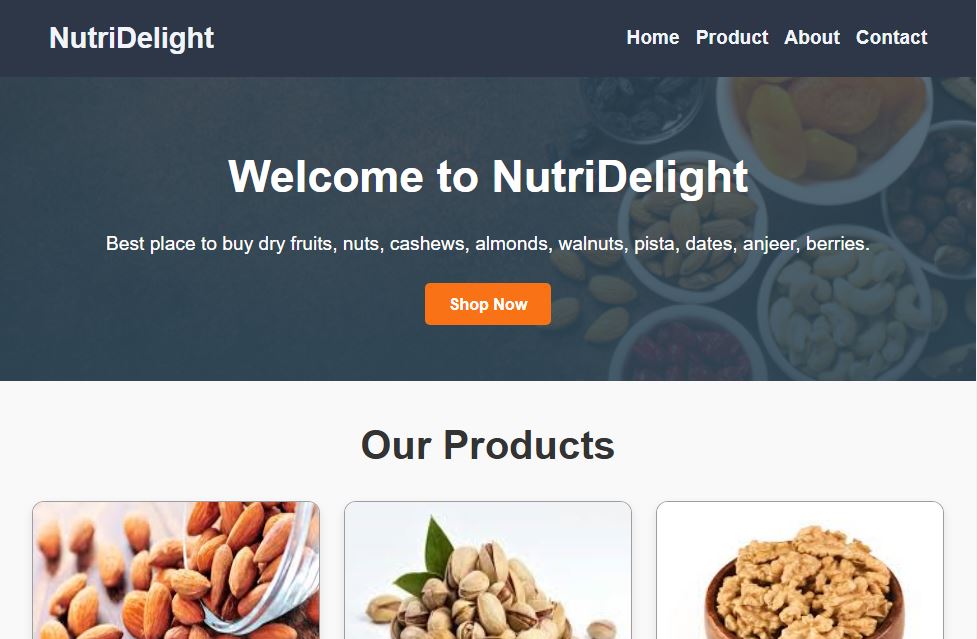 NutriDelight
Home Product About Contact
Welcome to NutriDelight
Best place to buy dry fruits, nuts, cashews, almonds, walnuts, pista, dates, anjeer, berries.
Shop Now
Our Products